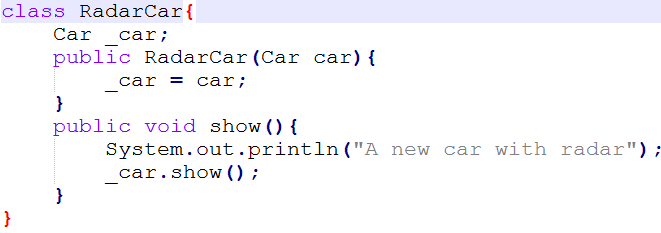 class RadarCar{
    Car _car;
    public RadarCar(Car car){
        _car = car;
    }
    public void show(){
        System.out.println("A new car with radar");
        _car.show();
    }
}